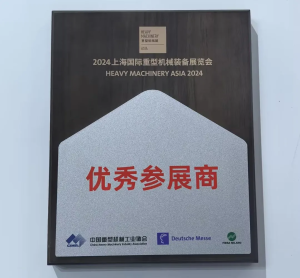 HEAVY
MACHINERY
2024上海国际重型机械装备展览会
HEAVY MACHINERY ASIA 2024
优秀参展商
中国重型机械工业协会
Deutsche Messe